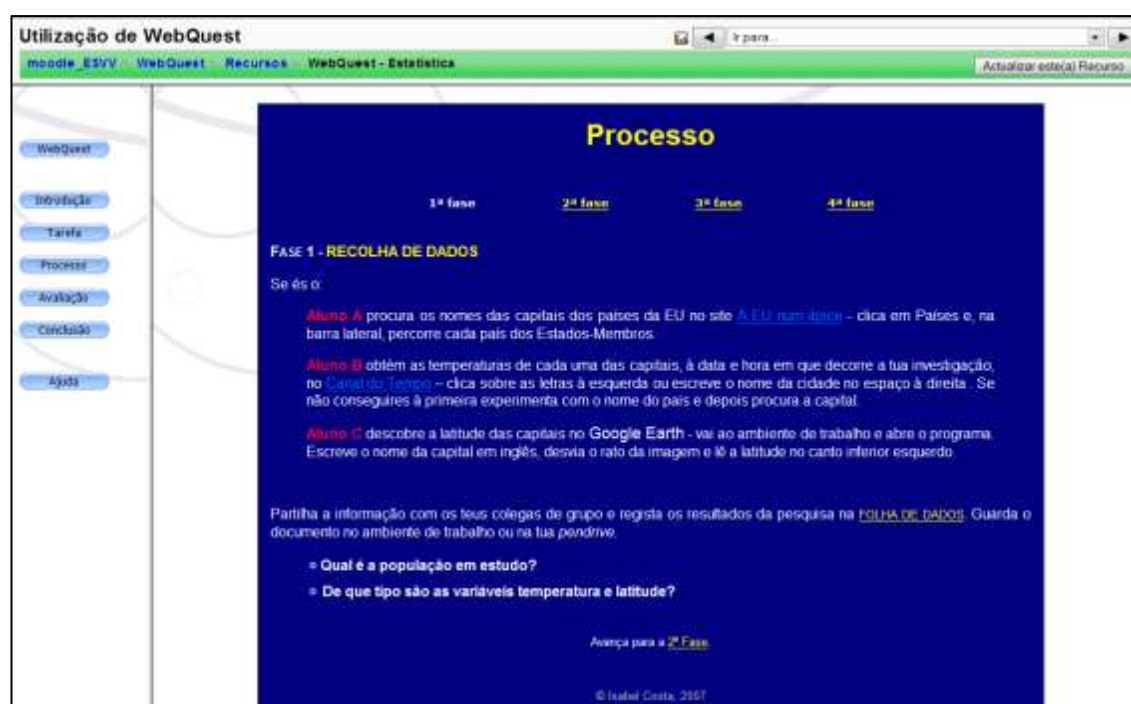 Utilização de WebQuest
Ir para...
moodle_ESVV WebQuest Recursos WebQuest - Estatística
Actualizar este(a) Recurso
WebQuest
Introdução
Tarefa
Processo
Avaliação
Conclusão
Ajuda
Processo
1ª fase 2ª fase 3ª fase 4ª fase
FASE 1 - RECOLHA DE DADOS
Se és o:
Aluno A procura os nomes das capitais dos países da EU no site A EU num ápice – clica em Países e, na
barra lateral, percorre cada país dos Estados-Membros.
Aluno B obtém as temperaturas de cada uma das capitais, à data e hora em que decorre a tua investigação,
no Canal do Tempo – clica sobre as letras à esquerda ou escreve o nome da cidade no espaço à direita . Se
não conseguires à primeira experimenta com o nome do país e depois procura a capital.
Aluno C descobre a latitude das capitais no Google Earth - vai ao ambiente de trabalho e abre o programa.
Escreve o nome da capital em inglês, desvia o rato da imagem e lê a latitude no canto inferior esquerdo.
Partilha a informação com os teus colegas de grupo e regista os resultados da pesquisa na FOLHA DE DADOS. Guarda o
documento no ambiente de trabalho ou na tua pendrive.
Qual é a população em estudo?
De que tipo são as variáveis temperatura e latitude?
Avança para a 2ª Fase
© Isabel Costa, 2007